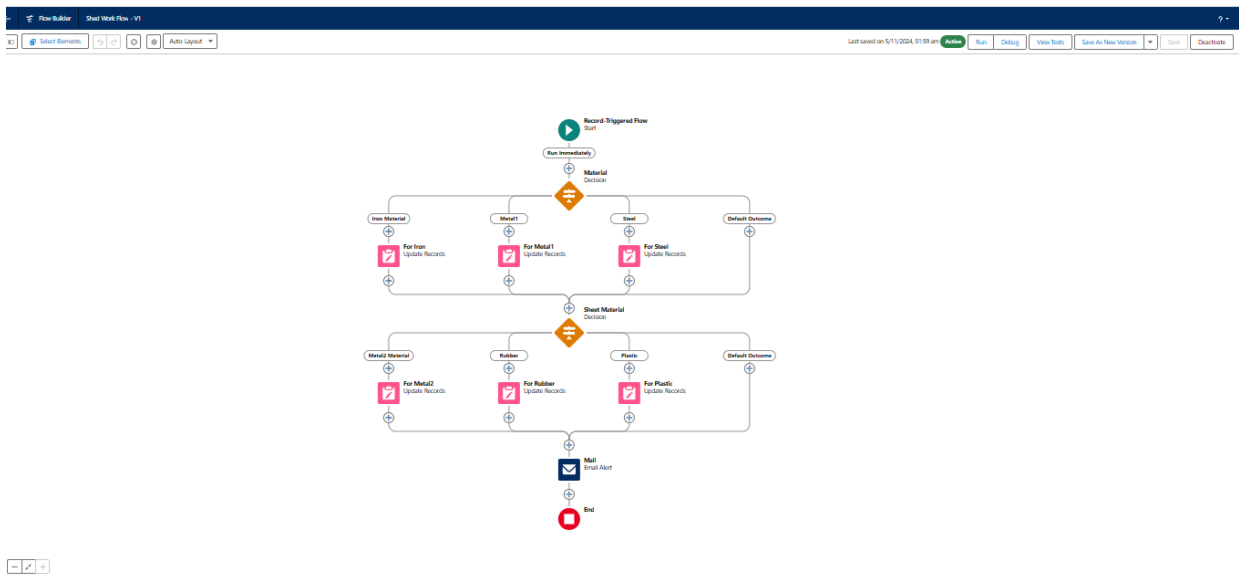 Flow Builder Shed Work Flow - V1 ?
Select Elements Auto-Layout Last saved on 5/11/2024, 01:59 am Active Run Debug View Tests Save As New Version Save Deactivate
Record-Triggered Flow
Start
Run Immediately
Material
Decision
Iron Material Metal1 Steel Default Outcome
For Iron For Metal1 For Steel
Update Records Update Records Update Records
Sheet Material
Decision
Metal2 Material Rubber Plastic Default Outcome
For Metal2 For Rubber For Plastic
Update Records Update Records Update Records
Mail
Email Alert
End